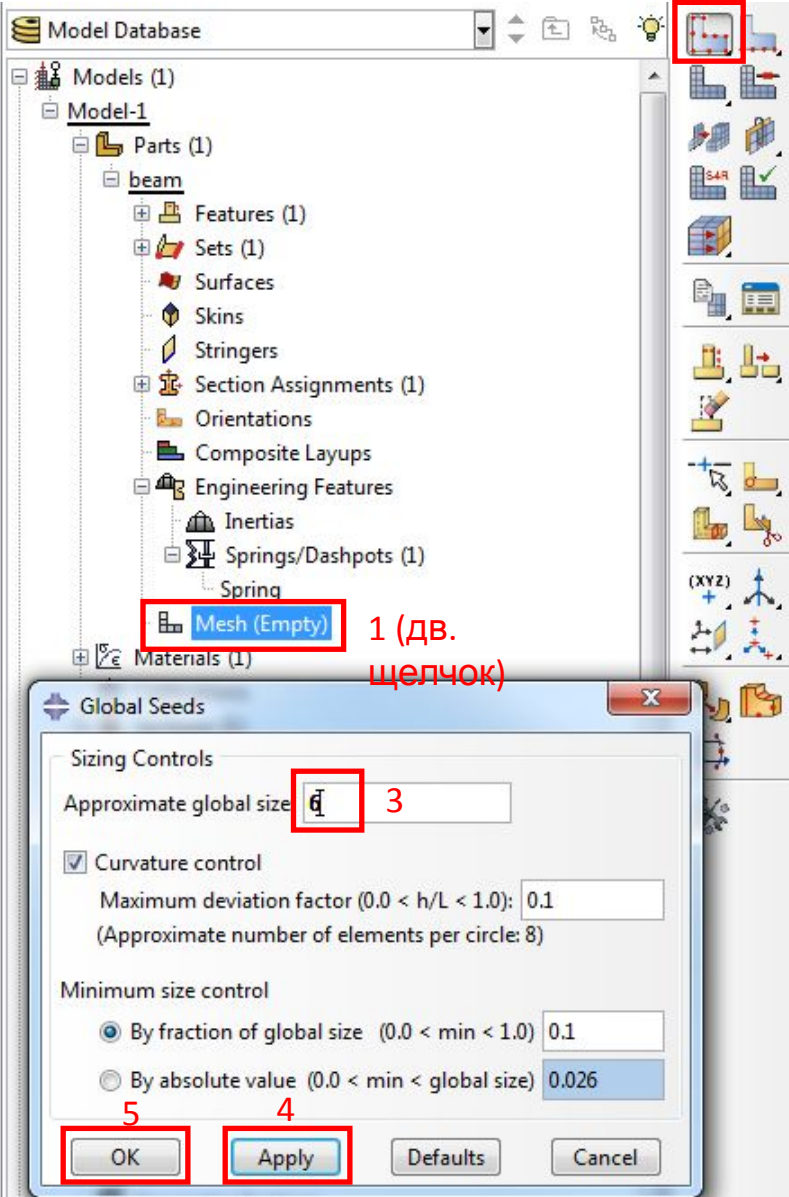 Model Database
Models (1)
Model-1
Parts (1)
beam
Features (1)
Sets (1)
Surfaces
Skins
Stringers
Section Assignments (1)
Orientations
Composite Layups
Engineering Features
Inertias
Springs/Dashpots (1)
Spring
Mesh (Empty)
1 (дв.
щелчок)
Materials (1)
S4R
(XYZ)
Global Seeds
Sizing Controls
Approximate global size 6 3
Curvature control
Maximum deviation factor (0.0 < h/L < 1.0): 0.1
(Approximate number of elements per circle: 8)
Minimum size control
By fraction of global size (0.0 < min < 1.0) 0.1
By absolute value (0.0 < min < global size) 0.026
5 4
OK Apply Defaults Cancel